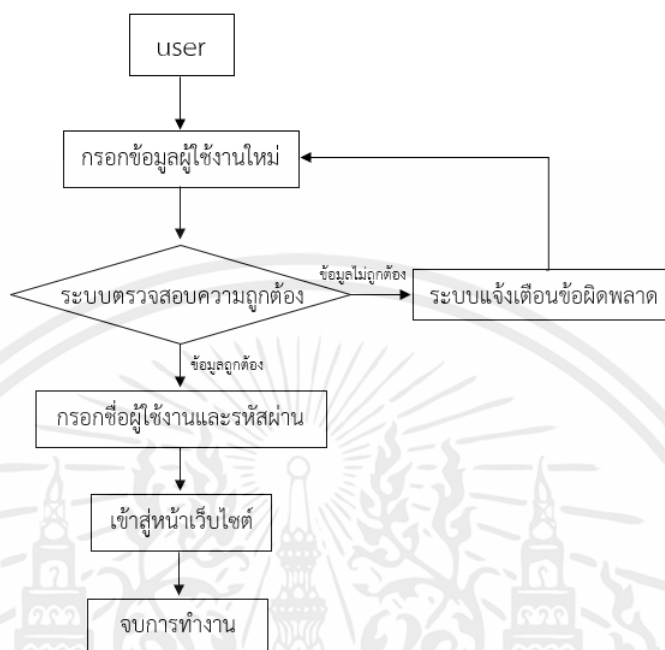 user
กรอกข้อมูลผู้ใช้งานใหม่
ระบบตรวจสอบความถูกต้อง
ข้อมูลไม่ถูกต้อง
ระบบแจ้งเตือนข้อผิดพลาด
ข้อมูลถูกต้อง
กรอกชื่อผู้ใช้งานและรหัสผ่าน
เข้าสู่หน้าเว็บไซต์
จบการทำงาน